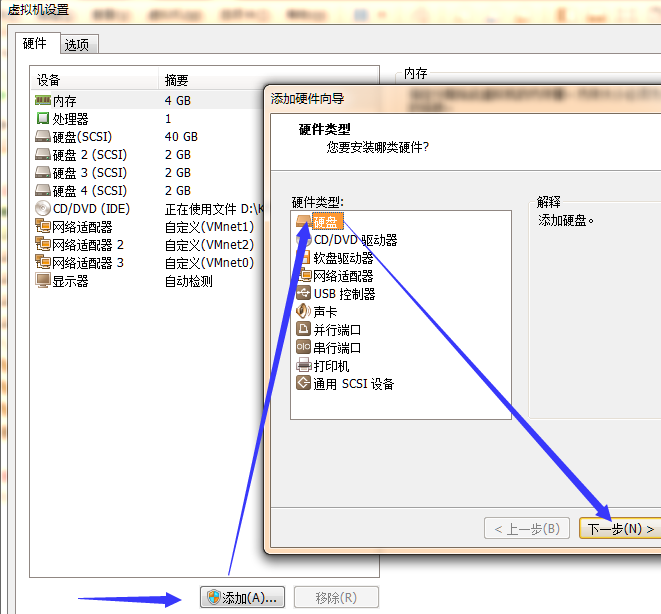 虚拟机设置
硬件 选项
设备 摘要
内存 4 GB
处理器 1
硬盘(SCSI) 40 GB
硬盘 2 (SCSI) 2 GB
硬盘 3 (SCSI) 2 GB
硬盘 4 (SCSI) 2 GB
CD/DVD (IDE) 正在使用文件 D:\K
网络适配器 自定义(VMnet1)
网络适配器 2 自定义(VMnet2)
网络适配器 3 自定义(VMnet0)
显示器 自动检测
添加(A)... 移除(R)
内存
添加硬件向导
硬件类型
您要安装哪类硬件?
硬件类型:
硬盘
CD/DVD 驱动器
软盘驱动器
网络适配器
USB 控制器
声卡
并行端口
串行端口
打印机
通用 SCSI 设备
解释
添加硬盘。
< 上一步(B) 下一步(N) >